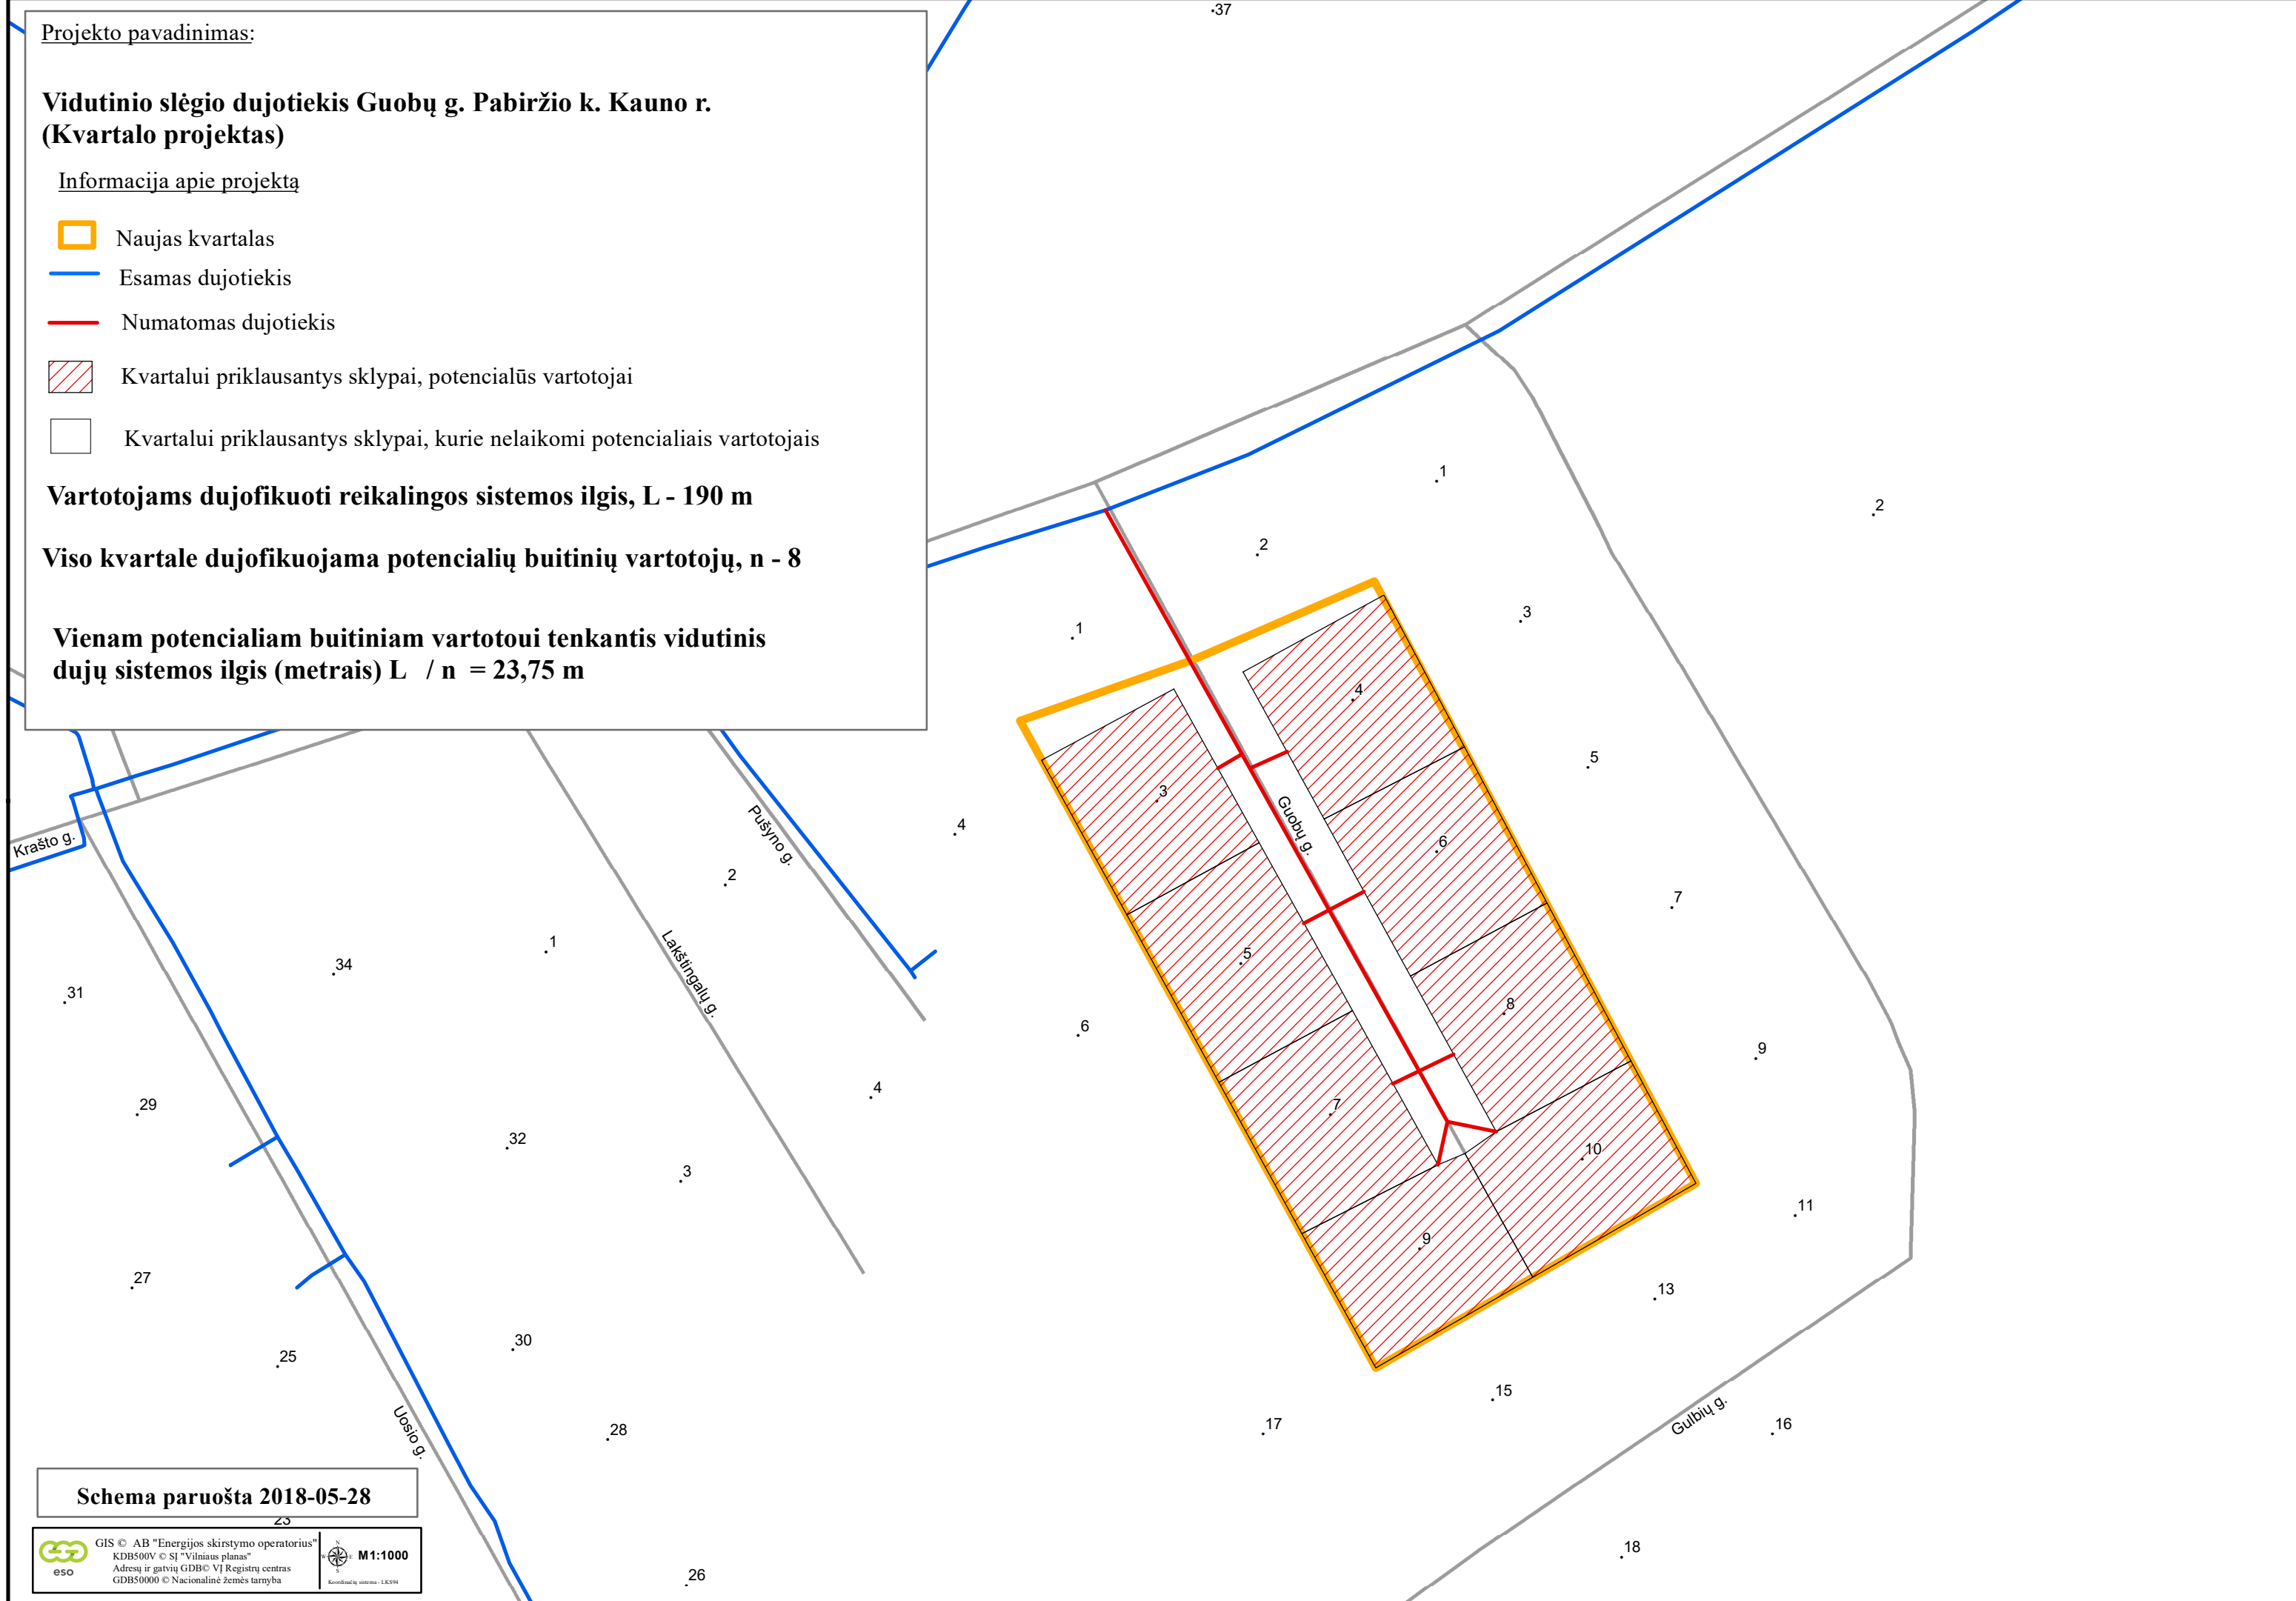 Projekto pavadinimas:
Vidutinio slėgio dujotiekis Guobų g. Pabiržio k. Kauno r.
(Kvartalo projektas)
Informacija apie projektą
Naujas kvartalas
Esamas dujotiekis
Numatomas dujotiekis
Kvartalui priklausantys sklypai, potencialūs vartotojai
Kvartalui priklausantys sklypai, kurie nelaikomi potencialiais vartotojais
Vartotojams dujofikuoti reikalingos sistemos ilgis, L - 190 m
Viso kvartale dujofikuojama potencialių buitinių vartotojų, n - 8
Vienam potencialiam buitiniam vartotoui tenkantis vidutinis
dujų sistemos ilgis (metrais) L / n = 23,75 m
37
1
2
2
1
3
4
5
3
4
Guobų g.
6
Pušyno g.
Krašto g.
2
7
1
5
34
Lakštingalų g.
31
8
6
9
4
29
7
32
10
3
11
9
27
13
30
25
15
Gulbių g.
16
17
28
Uosio g.
18
26
Schema paruošta 2018-05-28
23
eso
GIS © AB "Energijos skirstymo operatorius"
KDB500V © SĮ "Vilniaus planas"
Adresų ir gatvių GDB© VĮ Registrų centras
GDB50000 © Nacionalinė žemės tarnyba
N
W
E
S
M1:1000
Koordinačių sistema - LKS94